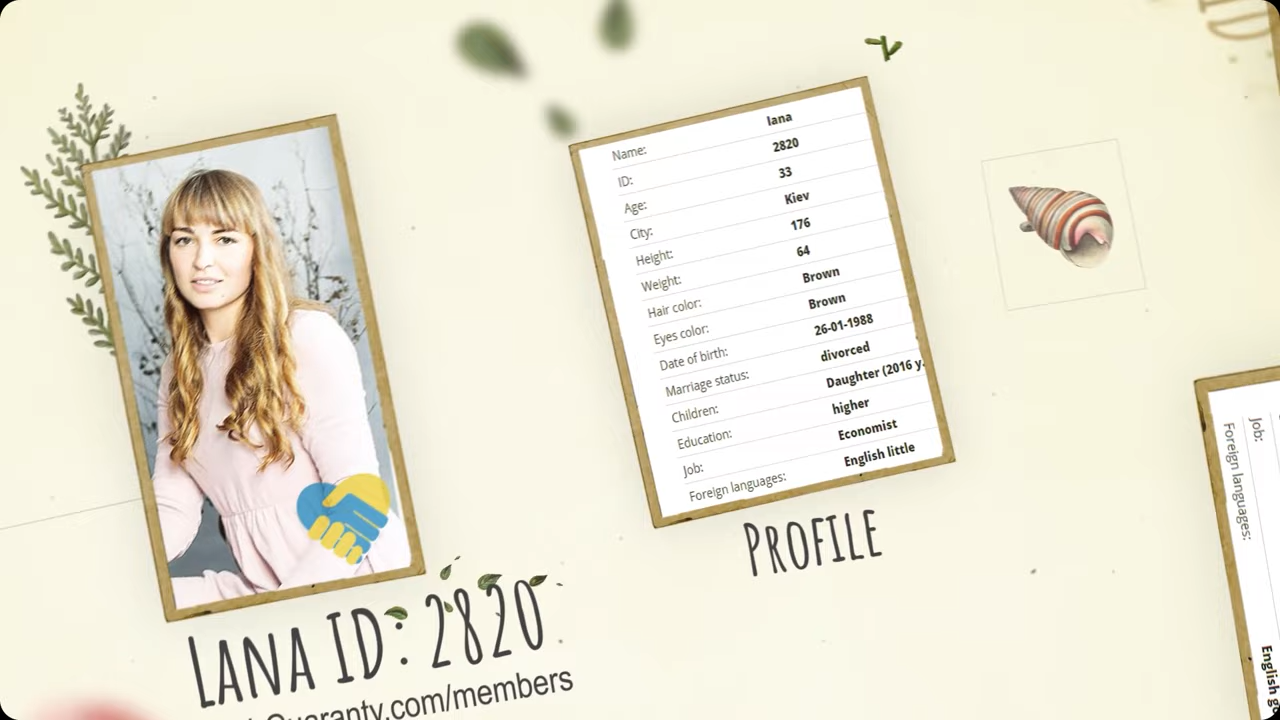 Name: lana
ID: 2820
Age: 33
City: Kiev
Height: 176
Weight: 64
Hair color: Brown
Eyes color: Brown
Date of birth: 26-01-1988
Marriage status: divorced
Children: Daughter (2016 y.
Education: higher
Job: Economist
Foreign languages: English little
PROFILE
LANA ID: 2820
Guaranty.com/members
Job:
Foreign languages:
English